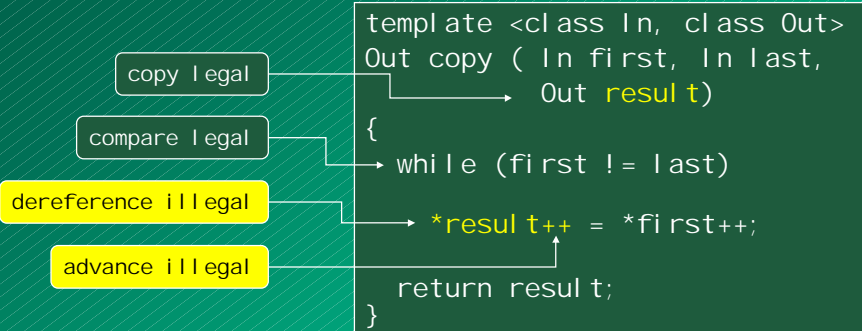 copy legal
compare legal
dereference illegal
advance illegal
template <class In, class Out>
Out copy ( In first, In last,
Out result)
{
while (first != last)
*result++ = *first++;
return result;
}